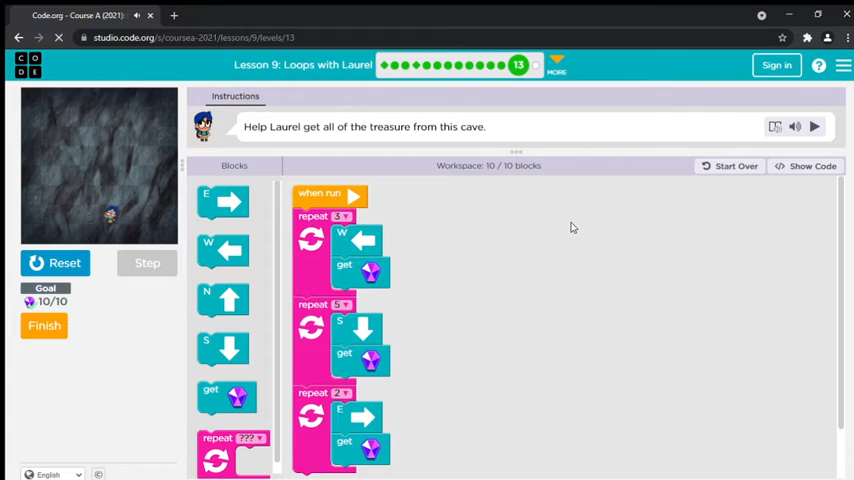 Code.org - Course A (2021):
studio.code.org/s/coursea-2021/lessons/9/levels/13
C O
D E
Lesson 9: Loops with Laurel
13
MORE
Sign in
?
Instructions
Help Laurel get all of the treasure from this cave.
Blocks
Workspace: 10 / 10 blocks
Start Over
</> Show Code
Reset
Step
Goal
10/10
Finish
E
W
N
S
get
repeat ???
when run
repeat 3
W
get
repeat 5
S
get
repeat 2
E
get
English
©